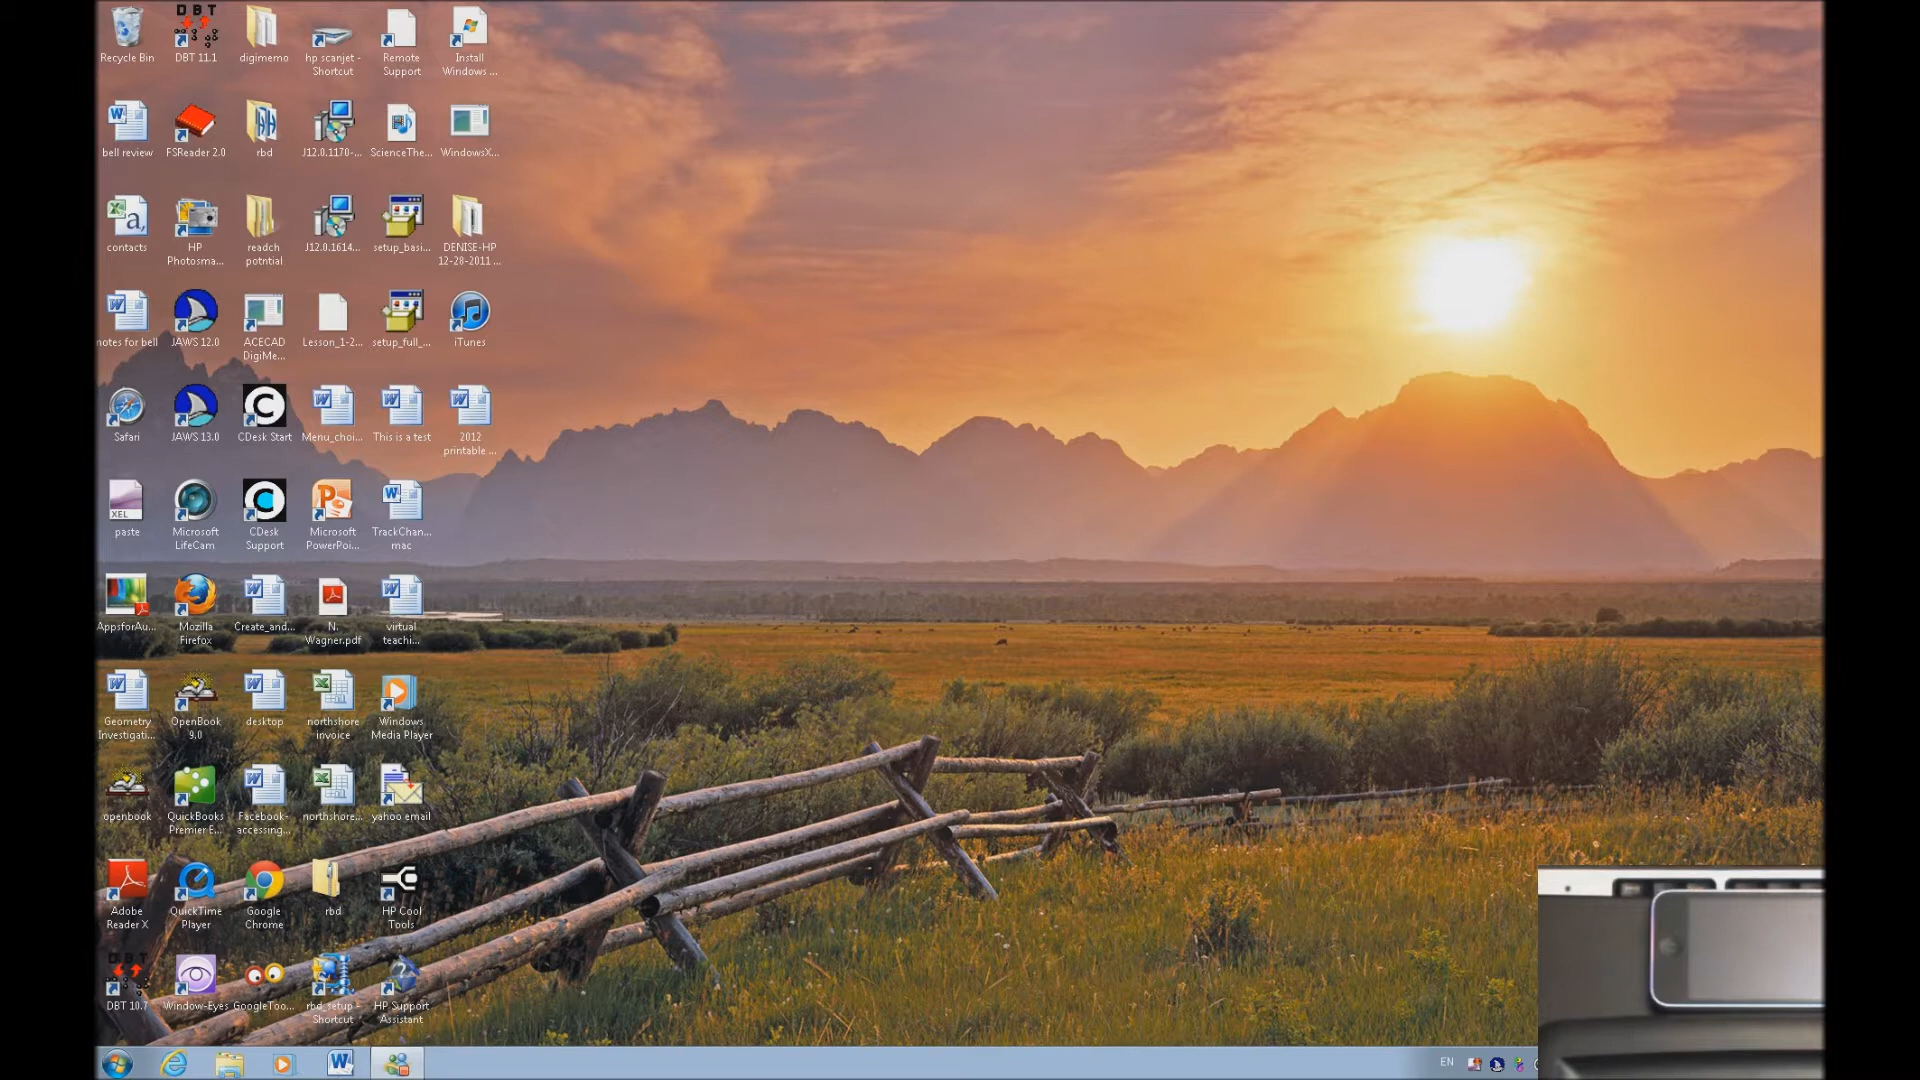 Recycle Bin
DBT 11.1
digimemo
hp scanjet -
Shortcut
Remote
Support
Install
Windows ...
bell review
FSReader 2.0
rbd
J12.0.1170-...
ScienceThe...
WindowsX...
contacts
HP
Photosma...
readch
potntial
J12.0.1614...
setup_basi...
DENISE-HP
12-28-2011 ...
notes for bell
JAWS 12.0
ACECAD
DigiMe...
Lesson_1-2...
setup_full_...
iTunes
Safari
JAWS 13.0
CDesk Start
Menu_choi...
This is a test
2012
printable ...
XEL
paste
Microsoft
LifeCam
CDesk
Support
Microsoft
PowerPoi...
TrackChan...
mac
AppsforAu...
Mozilla
Firefox
Create_and...
N.
Wagner.pdf
virtual
teachi...
Geometry
Investigati...
OpenBook
9.0
desktop
northshore
invoice
Windows
Media Player
openbook
QuickBooks
Premier E...
Facebook-
accessing...
northshore...
yahoo email
Adobe
Reader X
QuickTime
Player
Google
Chrome
rbd
HP Cool
Tools
DBT 10.7
Window-Eyes
GoogleToo...
rbd_setup -
Shortcut
HP Support
Assistant
EN